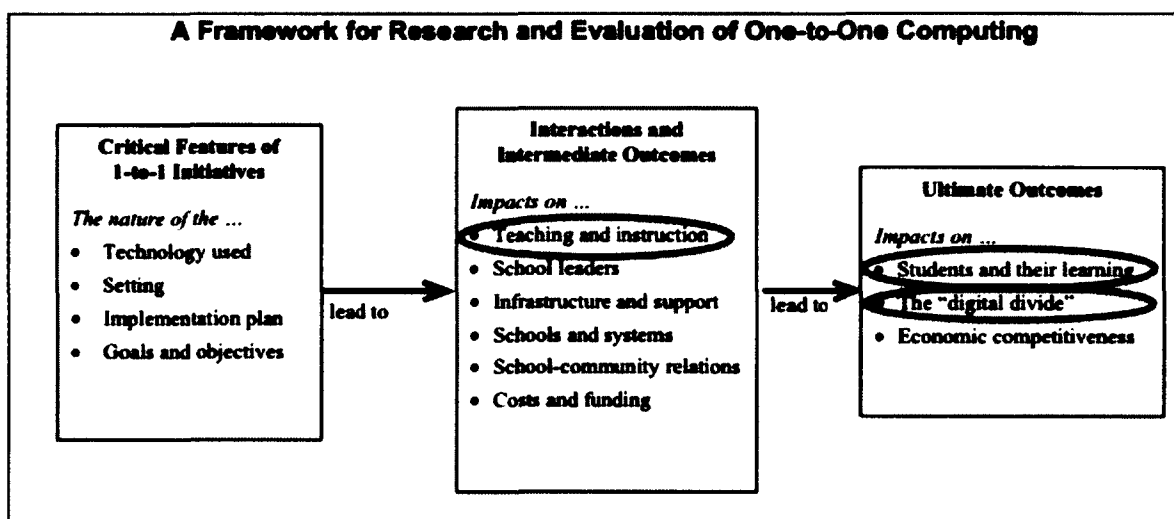 A Framework for Research and Evaluation of One-to-One Computing
Critical Features of
1-to-1 Initiatives
The nature of the ...
• Technology used
• Setting
• Implementation plan
• Goals and objectives
lead to
Interactions and
Intermediate Outcomes
Impacts on ...
• Teaching and instruction
• School leaders
• Infrastructure and support
• Schools and systems
• School-community relations
• Costs and funding
lead to
Ultimate Outcomes
Impacts on ...
• Students and their learning
• The "digital divide"
• Economic competitiveness